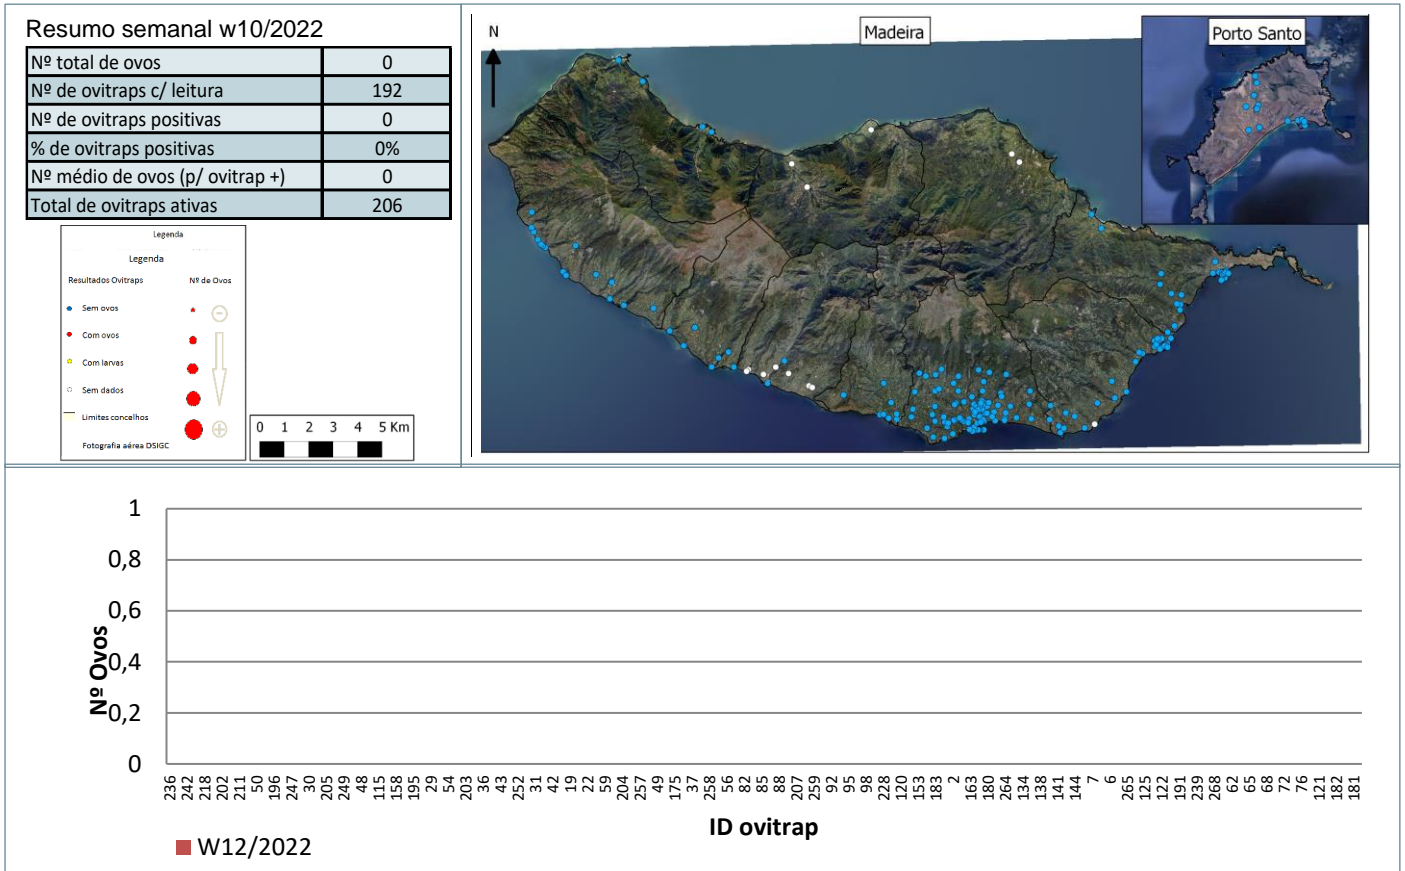 Resumo semanal w10/2022
Nº total de ovos 0
Nº de ovitraps c/ leitura 192
Nº de ovitraps positivas 0
% de ovitraps positivas 0%
Nº médio de ovos (p/ ovitrap +) 0
Total de ovitraps ativas 206
Legenda
Legenda
Resultados Ovitraps Nº de Ovos
Sem ovos
Com ovos
Com larvas
Sem dados
Limites concelhos
Fotografia aérea DSIGC
0 1 2 3 4 5 Km
N
Madeira
Porto Santo
1
0,8
0,6
0,4
0,2
0
Nº Ovos
236 242 218 202 211 50 196 247 30 205 249 48 115 158 195 29 54 203 36 43 252 31 42 19 22 59 204 257 49 175 37 258 56 82 85 88 207 259 92 95 98 228 120 153 183 2 163 180 264 134 138 141 144 7 6 265 125 122 191 239 268 62 65 68 72 76 121 182 181
ID ovitrap
W12/2022